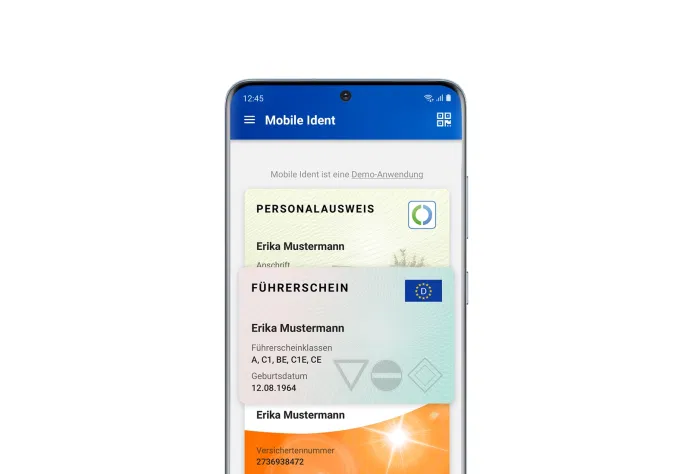 12:45
Mobile Ident
Mobile Ident ist eine Demo-Anwendung
PERSONALAUSWEIS
Erika Mustermann
Anschrift
FÜHRERSCHEIN
D
Erika Mustermann
Führerscheinklassen
A, C1, BE, C1E, CE
Geburtsdatum
12.08.1964
Erika Mustermann
Versichertennummer
2736938472